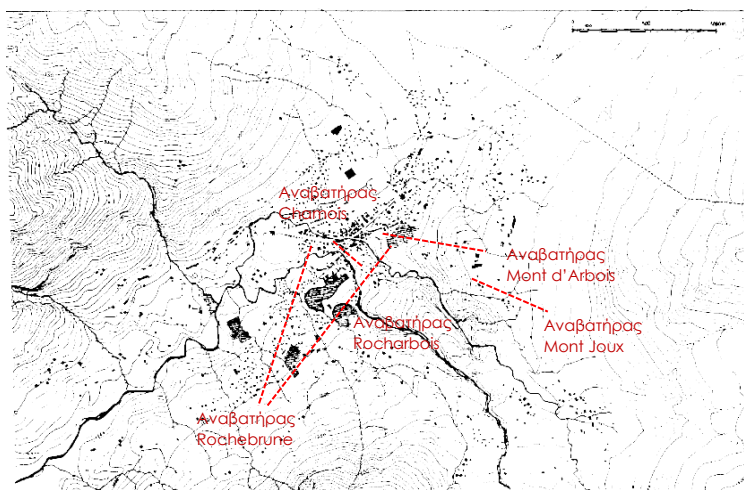 Αναβατήρας
Chamois
Αναβατήρας
Mont d'Arbois
Αναβατήρας
Rocharbois
Αναβατήρας
Mont Joux
Αναβατήρας
Rochebrune